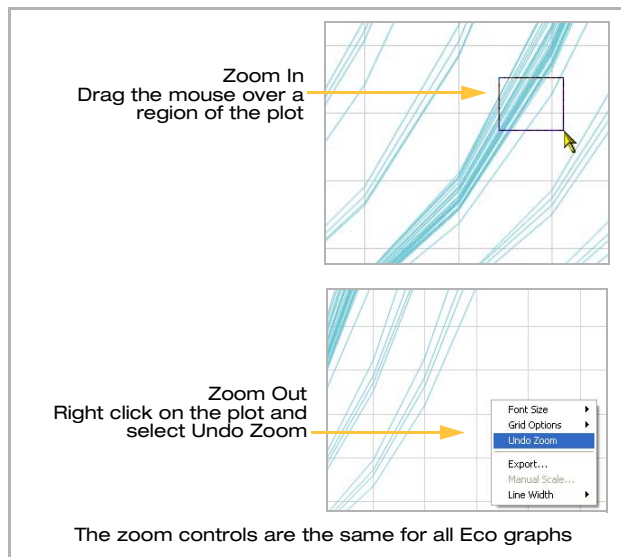 Zoom In
Drag the mouse over a
region of the plot
Zoom Out
Right click on the plot and
select Undo Zoom
Font Size
Grid Options
Undo Zoom
Export...
Manual Scale...
Line Width
The zoom controls are the same for all Eco graphs